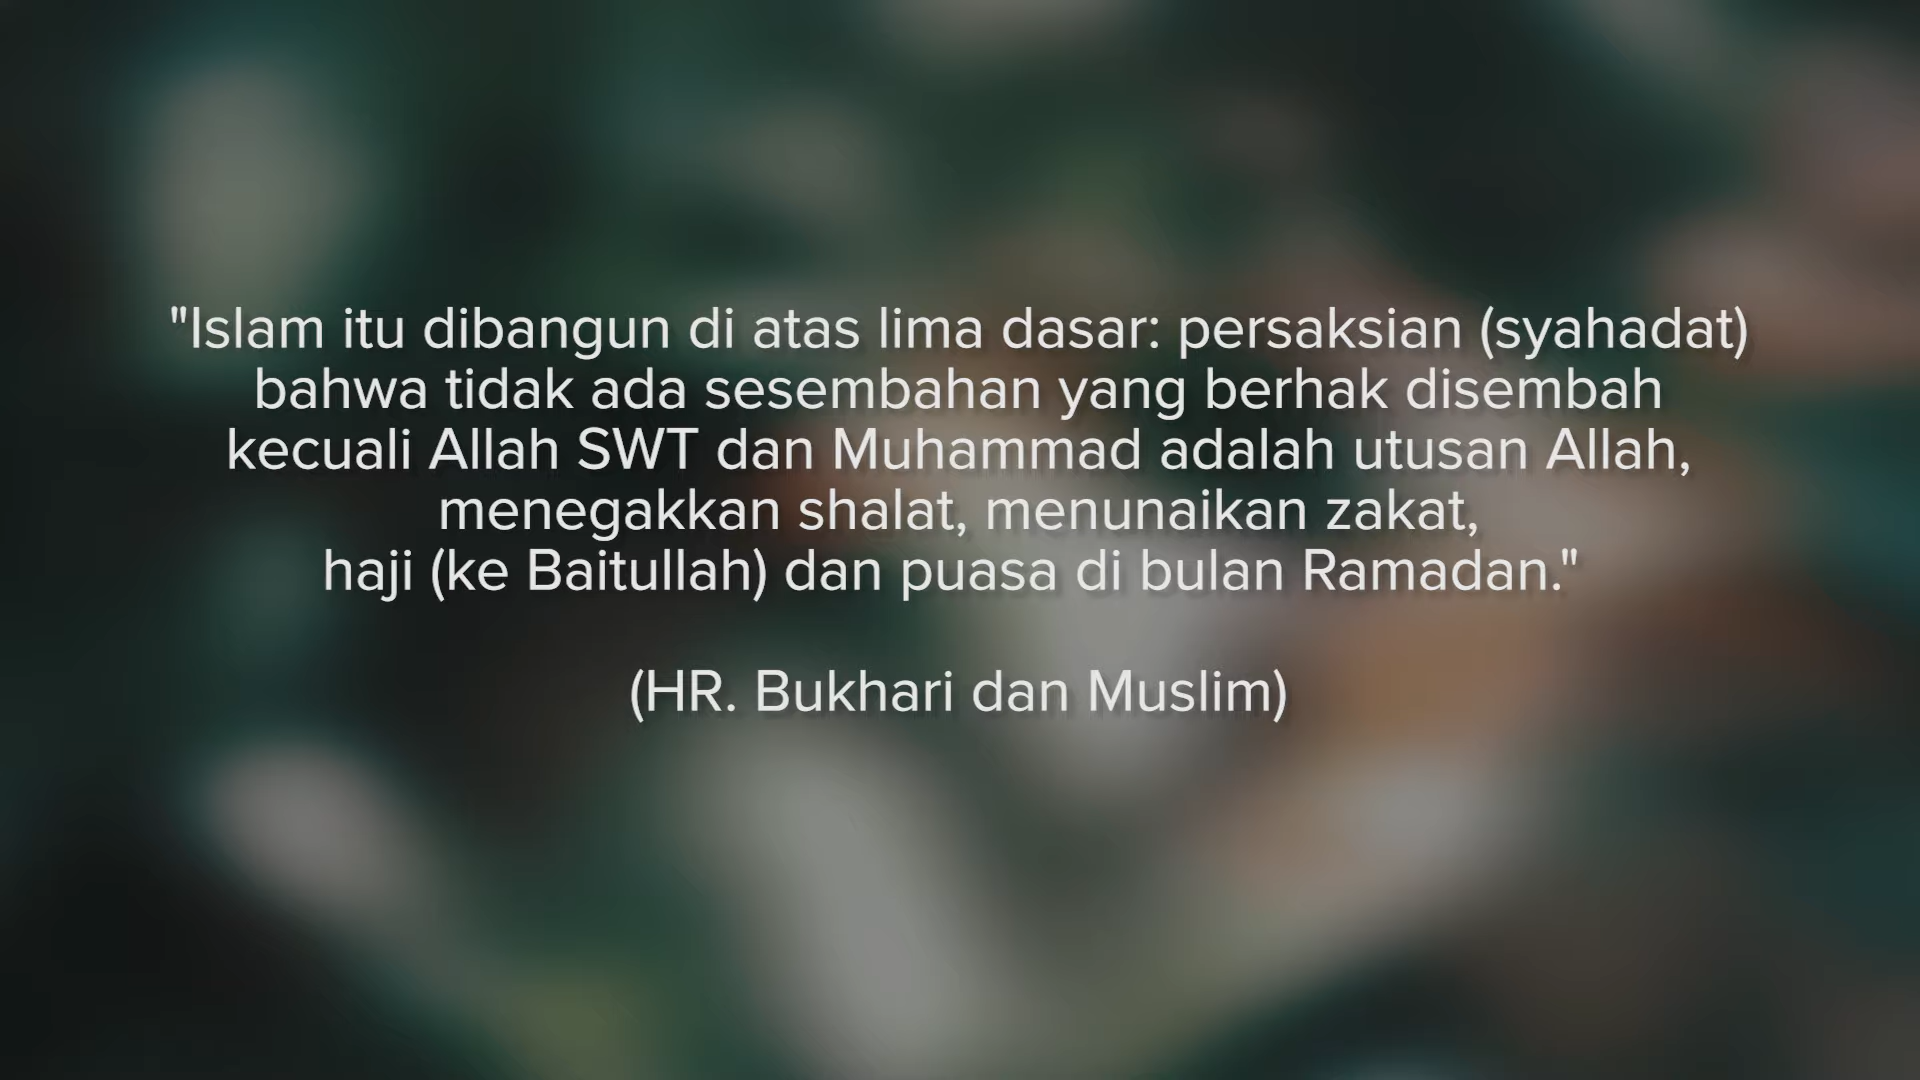 "Islam itu dibangun di atas lima dasar: persaksian (syahadat)
bahwa tidak ada sesembahan yang berhak disembah
kecuali Allah SWT dan Muhammad adalah utusan Allah,
menegakkan shalat, menunaikan zakat,
haji (ke Baitullah) dan puasa di bulan Ramadan."
(HR. Bukhari dan Muslim)